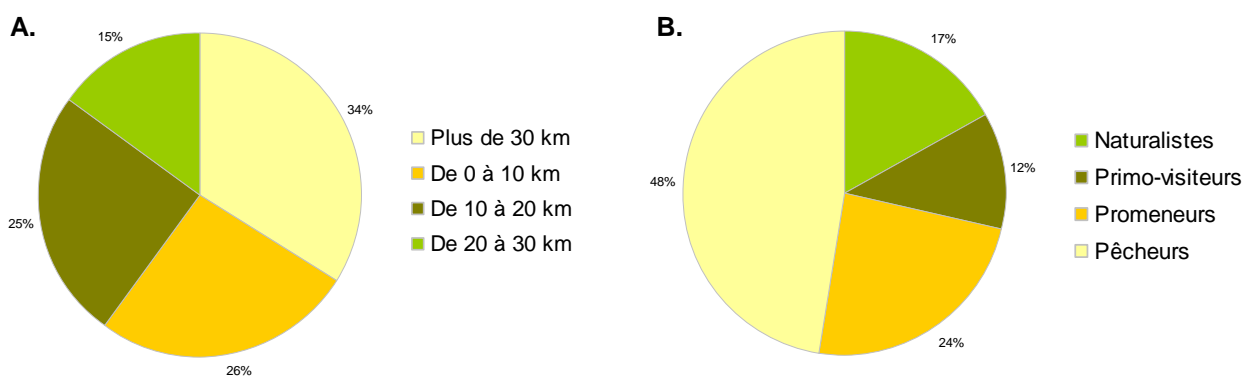 A.
15%
34%
25%
26%
Plus de 30 km
De 0 à 10 km
De 10 à 20 km
De 20 à 30 km
B.
17%
12%
48%
24%
Naturalistes
Primo-visiteurs
Promeneurs
Pêcheurs